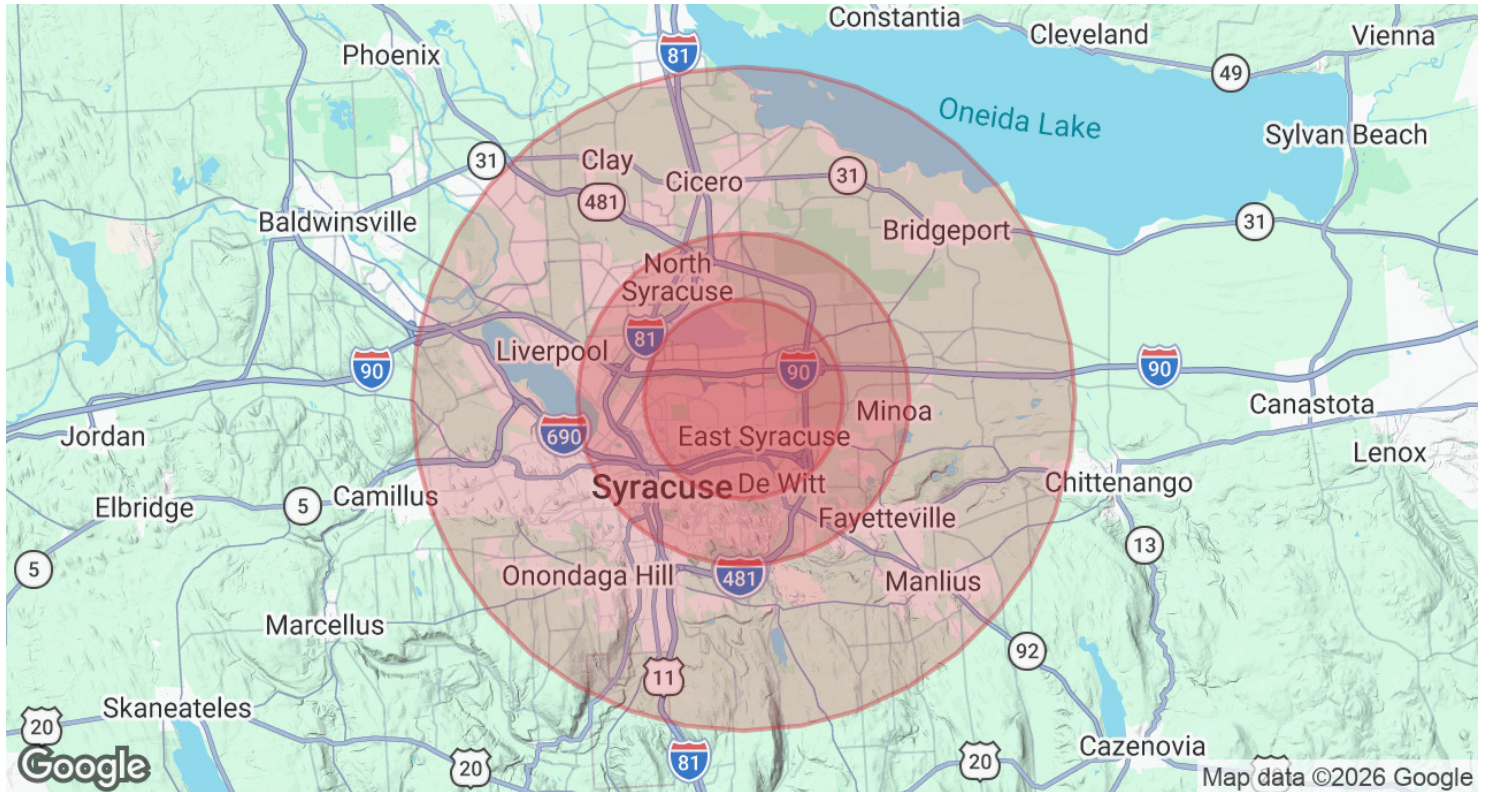 Constantia
Cleveland
Vienna
Phoenix
81
49
Oneida Lake
Sylvan Beach
31
Clay
Cicero
31
481
Baldwinsville
Bridgeport
31
North
Syracuse
81
Liverpool
90
90
90
Minoa
Canastota
Jordan
690
East Syracuse
Lenox
Syracuse
De Witt
Chittenango
Camillus
Elbridge
5
Fayetteville
13
5
Onondaga Hill
481
Manlius
Marcellus
92
11
Skaneateles
20
Cazenovia
20
81
20
Google
Map data ©2026 Google